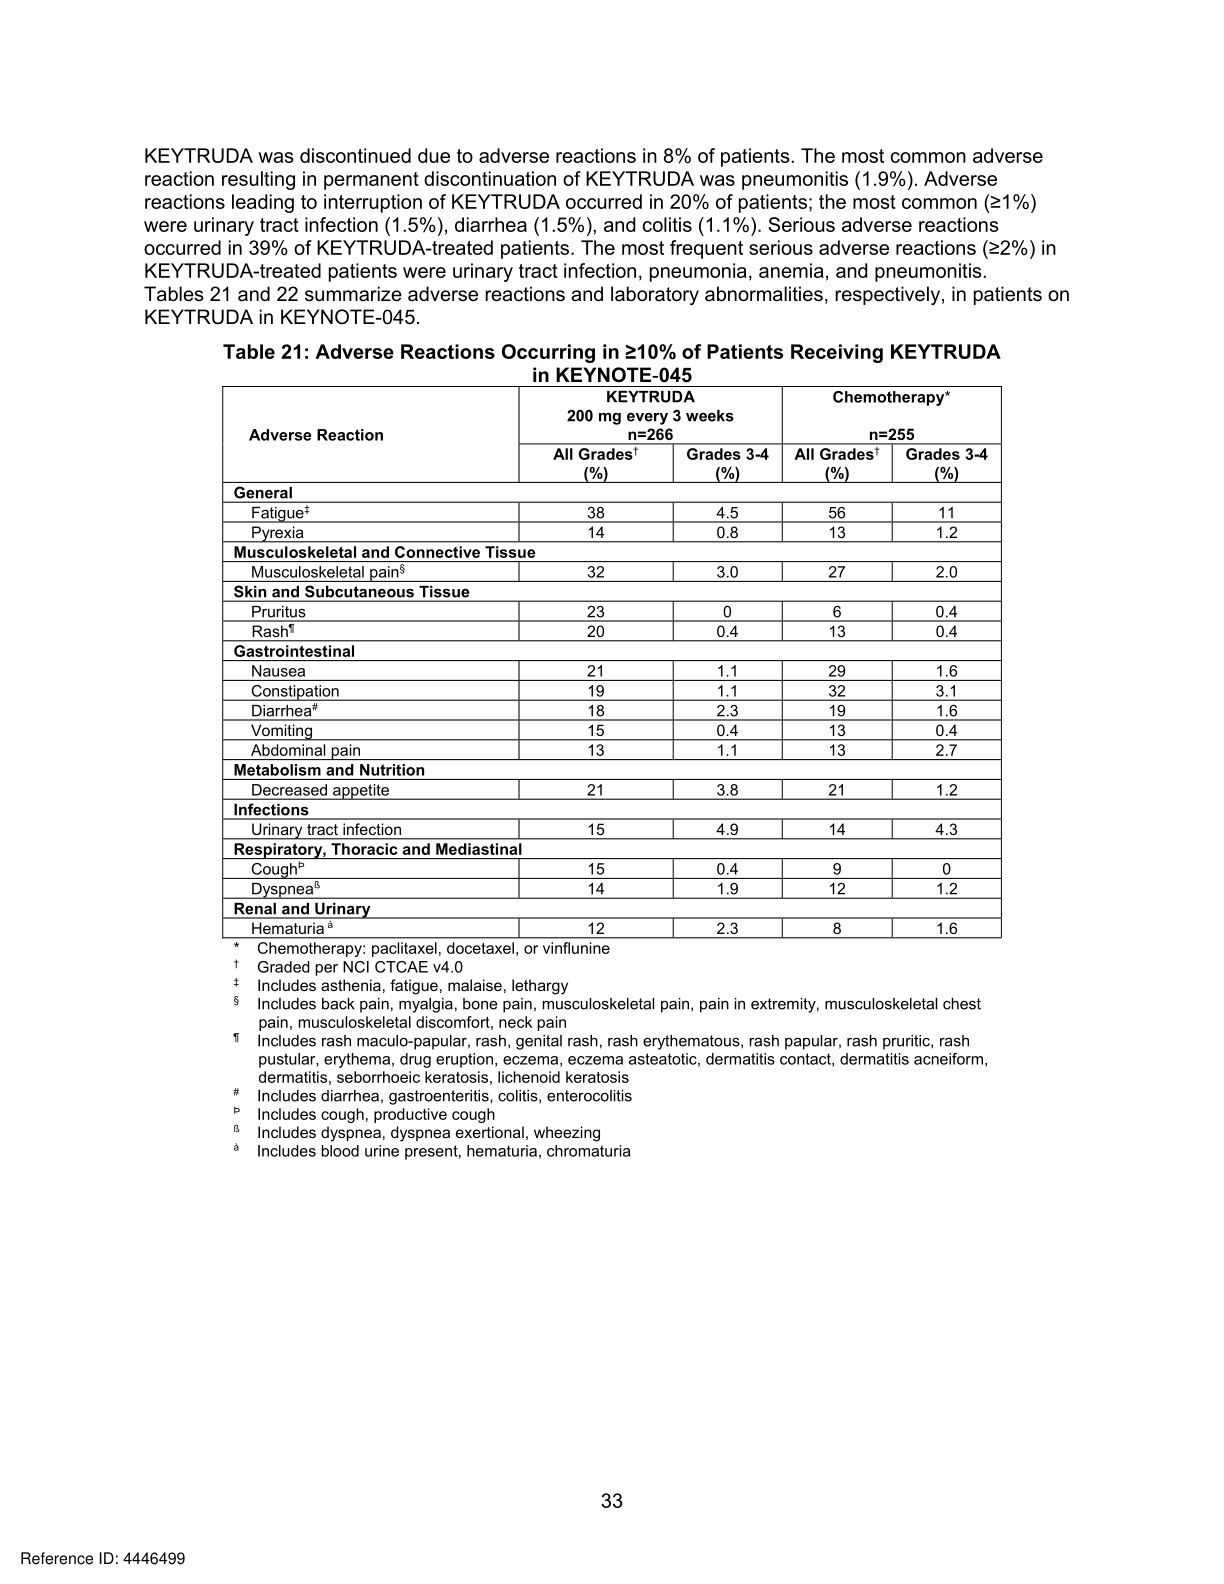 KEYTRUDA was discontinued due to adverse reactions in 8% of patients. The most common adverse
reaction resulting in permanent discontinuation of KEYTRUDA was pneumonitis (1.9%). Adverse
reactions leading to interruption of KEYTRUDA occurred in 20% of patients; the most common (≥1%)
were urinary tract infection (1.5%), diarrhea (1.5%), and colitis (1.1%). Serious adverse reactions
occurred in 39% of KEYTRUDA-treated patients. The most frequent serious adverse reactions (≥2%) in
KEYTRUDA-treated patients were urinary tract infection, pneumonia, anemia, and pneumonitis.
Tables 21 and 22 summarize adverse reactions and laboratory abnormalities, respectively, in patients on
KEYTRUDA in KEYNOTE-045.
Table 21: Adverse Reactions Occurring in ≥10% of Patients Receiving KEYTRUDA
in KEYNOTE-045
KEYTRUDA Chemotherapy*
200 mg every 3 weeks
Adverse Reaction n=266 n=255
All Grades† Grades 3-4 All Grades† Grades 3-4
(%) (%) (%) (%)
General
Fatigue‡ 38 4.5 56 11
Pyrexia 14 0.8 13 1.2
Musculoskeletal and Connective Tissue
Musculoskeletal pain§ 32 3.0 27 2.0
Skin and Subcutaneous Tissue
Pruritus 23 0 6 0.4
Rash¶ 20 0.4 13 0.4
Gastrointestinal
Nausea 21 1.1 29 1.6
Constipation 19 1.1 32 3.1
Diarrhea# 18 2.3 19 1.6
Vomiting 15 0.4 13 0.4
Abdominal pain 13 1.1 13 2.7
Metabolism and Nutrition
Decreased appetite 21 3.8 21 1.2
Infections
Urinary tract infection 15 4.9 14 4.3
Respiratory, Thoracic and Mediastinal
CoughÞ 15 0.4 9 0
Dyspneaß 14 1.9 12 1.2
Renal and Urinary
Hematuria à 12 2.3 8 1.6
* Chemotherapy: paclitaxel, docetaxel, or vinflunine
† Graded per NCI CTCAE v4.0
‡ Includes asthenia, fatigue, malaise, lethargy
§ Includes back pain, myalgia, bone pain, musculoskeletal pain, pain in extremity, musculoskeletal chest
pain, musculoskeletal discomfort, neck pain
¶ Includes rash maculo-papular, rash, genital rash, rash erythematous, rash papular, rash pruritic, rash
pustular, erythema, drug eruption, eczema, eczema asteatotic, dermatitis contact, dermatitis acneiform,
dermatitis, seborrhoeic keratosis, lichenoid keratosis
# Includes diarrhea, gastroenteritis, colitis, enterocolitis
Þ Includes cough, productive cough
ß Includes dyspnea, dyspnea exertional, wheezing
à Includes blood urine present, hematuria, chromaturia
33
Reference ID: 4446499